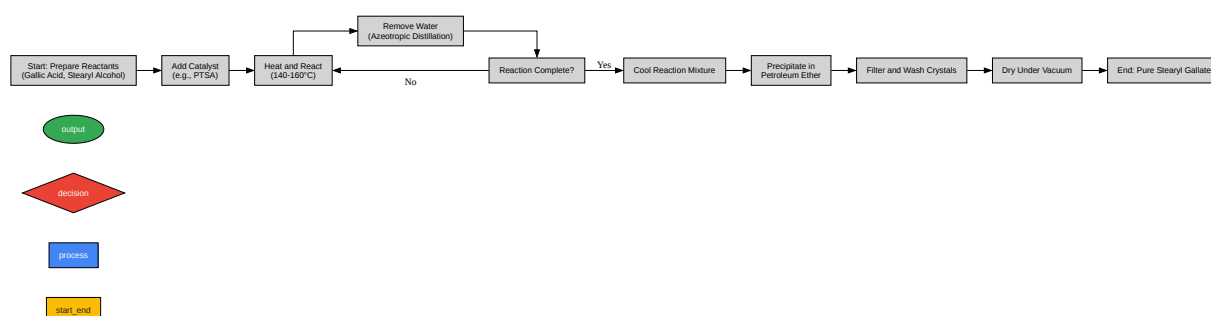 Remove Water
(Azeotropic Distillation)
Start: Prepare Reactants
(Gallic Acid, Stearyl Alcohol)
Add Catalyst
(e.g., PTSA)
Heat and React
(140-160°C)
No
Reaction Complete?
Yes
Cool Reaction Mixture
Precipitate in
Petroleum Ether
Filter and Wash Crystals
Dry Under Vacuum
End: Pure Stearyl Gallate
output
decision
process
start_end